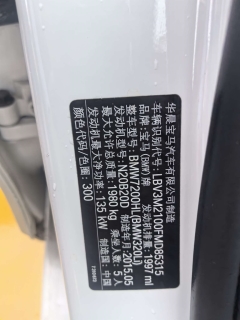 华晨宝马汽车有限公司制造
品牌:宝马(BMW)牌
车辆识别代号:LBV3M2100FMD85315
整车型号:BMW7200HL(BMW320Li)
发动机型号:N20B20D 发动机排量:1997 ml
最大允许总质量:1980 kg 制造年月:2015.05
发动机最大净功率:135 kW 乘坐人数:5 人
颜色代码/色圈:300 制造国:中国